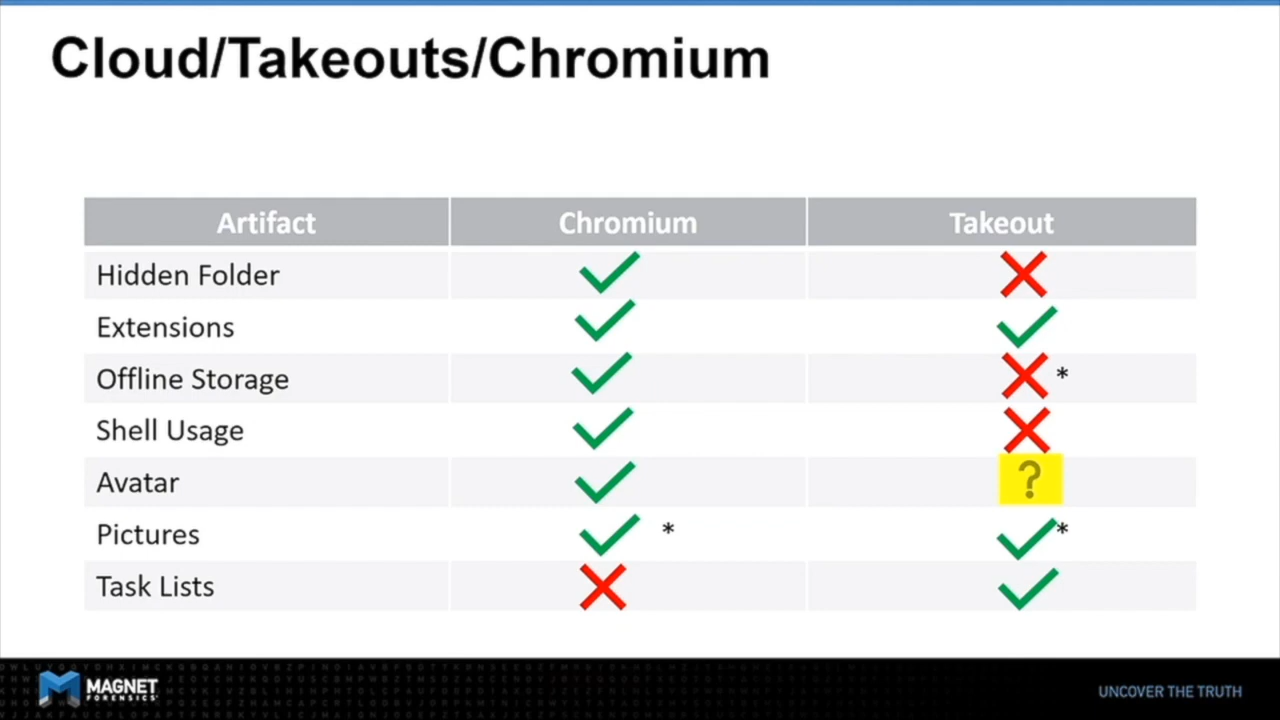 Cloud/Takeouts/Chromium
Artifact Chromium Takeout
Hidden Folder
Extensions
Offline Storage *
Shell Usage
Avatar ?
Pictures * *
Task Lists
MAGNET
FORENSICS
UNCOVER THE TRUTH